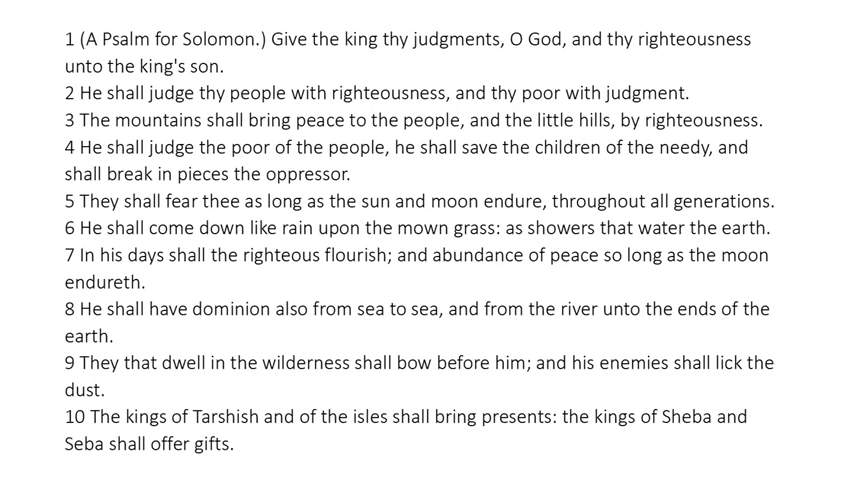 1 (A Psalm for Solomon.) Give the king thy judgments, O God, and thy righteousness
unto the king's son.
2 He shall judge thy people with righteousness, and thy poor with judgment.
3 The mountains shall bring peace to the people, and the little hills, by righteousness.
4 He shall judge the poor of the people, he shall save the children of the needy, and
shall break in pieces the oppressor.
5 They shall fear thee as long as the sun and moon endure, throughout all generations.
6 He shall come down like rain upon the mown grass: as showers that water the earth.
7 In his days shall the righteous flourish; and abundance of peace so long as the moon
endureth.
8 He shall have dominion also from sea to sea, and from the river unto the ends of the
earth.
9 They that dwell in the wilderness shall bow before him; and his enemies shall lick the
dust.
10 The kings of Tarshish and of the isles shall bring presents: the kings of Sheba and
Seba shall offer gifts.